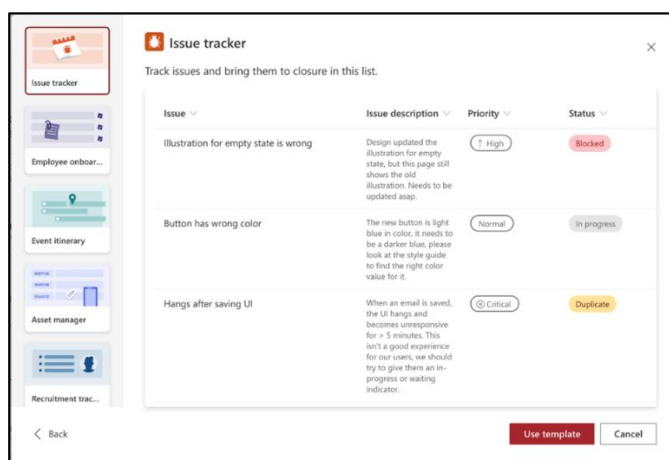 Issue tracker
Employee onboar...
Event itinerary
Asset manager
Recruitment trac...
Issue tracker
Track issues and bring them to closure in this list.
Issue Issue description Priority Status
Illustration for empty state is wrong
Design updated the
illustration for empty
state, but this page still
shows the old
illustration. Needs to be
updated asap.
High
Blocked
Button has wrong color
The new button is light
blue in color, it needs to
be a darker blue, please
look at the style guide
to find the right color
value for it.
Normal
In progress
Hangs after saving UI
When an email is saved,
the UI hangs and
becomes unresponsive
for > 5 minutes. This
isn't a good experience
for our users, we should
try to give them an in-
progress or waiting
indicator.
Critical
Duplicate
Back
Use template
Cancel